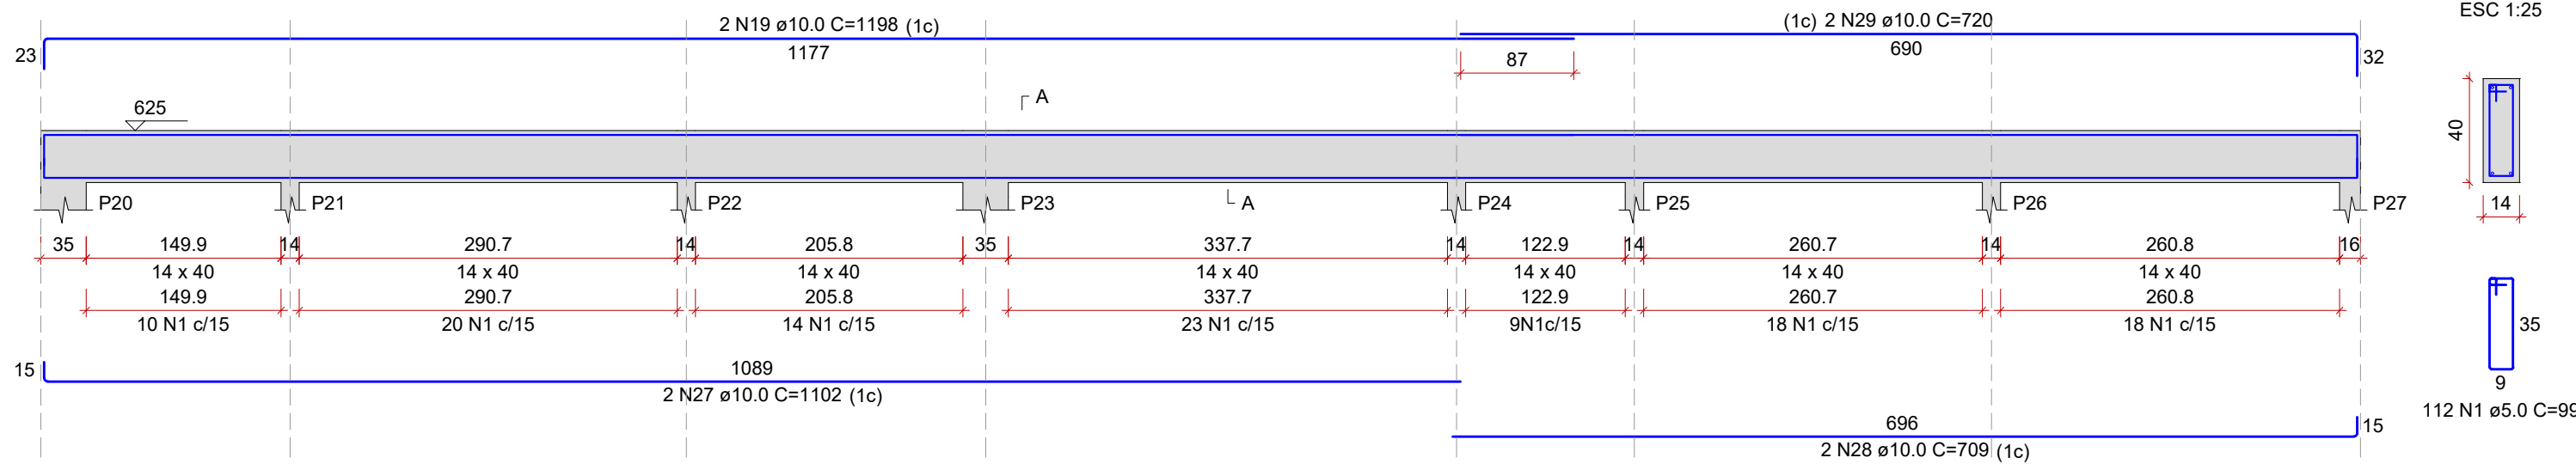 2 N19 ø10.0 C=1198 (1c)
(1c) 2 N29 ø10.0 C=720
ESC 1:25
23
1177
690
32
87
625
A
40
P20
P21
P22
P23
A
P24
P25
P26
P27
14
35
149.9
14
290.7
14
205.8
35
337.7
14
122.9
14
260.7
14
260.8
16
14 x 40
14 x 40
14 x 40
14 x 40
14 x 40
14 x 40
14 x 40
149.9
290.7
205.8
337.7
122.9
260.7
260.8
10 N1 c/15
20 N1 c/15
14 N1 c/15
23 N1 c/15
9N1c/15
18 N1 c/15
18 N1 c/15
35
15
1089
9
2 N27 ø10.0 C=1102 (1c)
112 N1 ø5.0 C=99
696
15
2 N28 ø10.0 C=709 (1c)